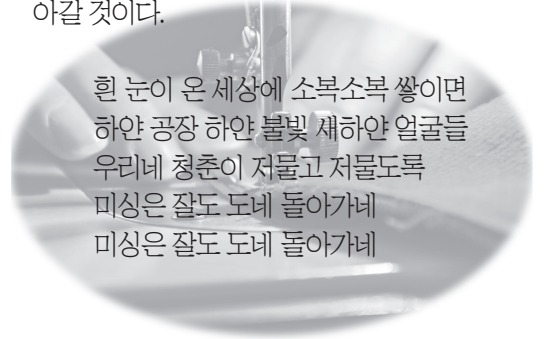 아갈 것이다.
흰 눈이 온 세상에 소복소복 쌓이면
하얀 공장 하얀 불빛 새하얀 얼굴들
우리네 청춘이 저물고 저물도록
미싱은 잘도 도네 돌아가네
미싱은 잘도 도네 돌아가네